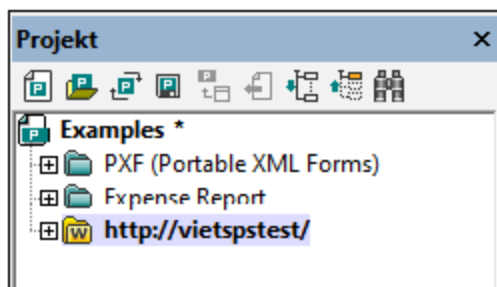 Projekt
Examples *
PXF (Portable XML Forms)
Expense Report
http://vietspstest/